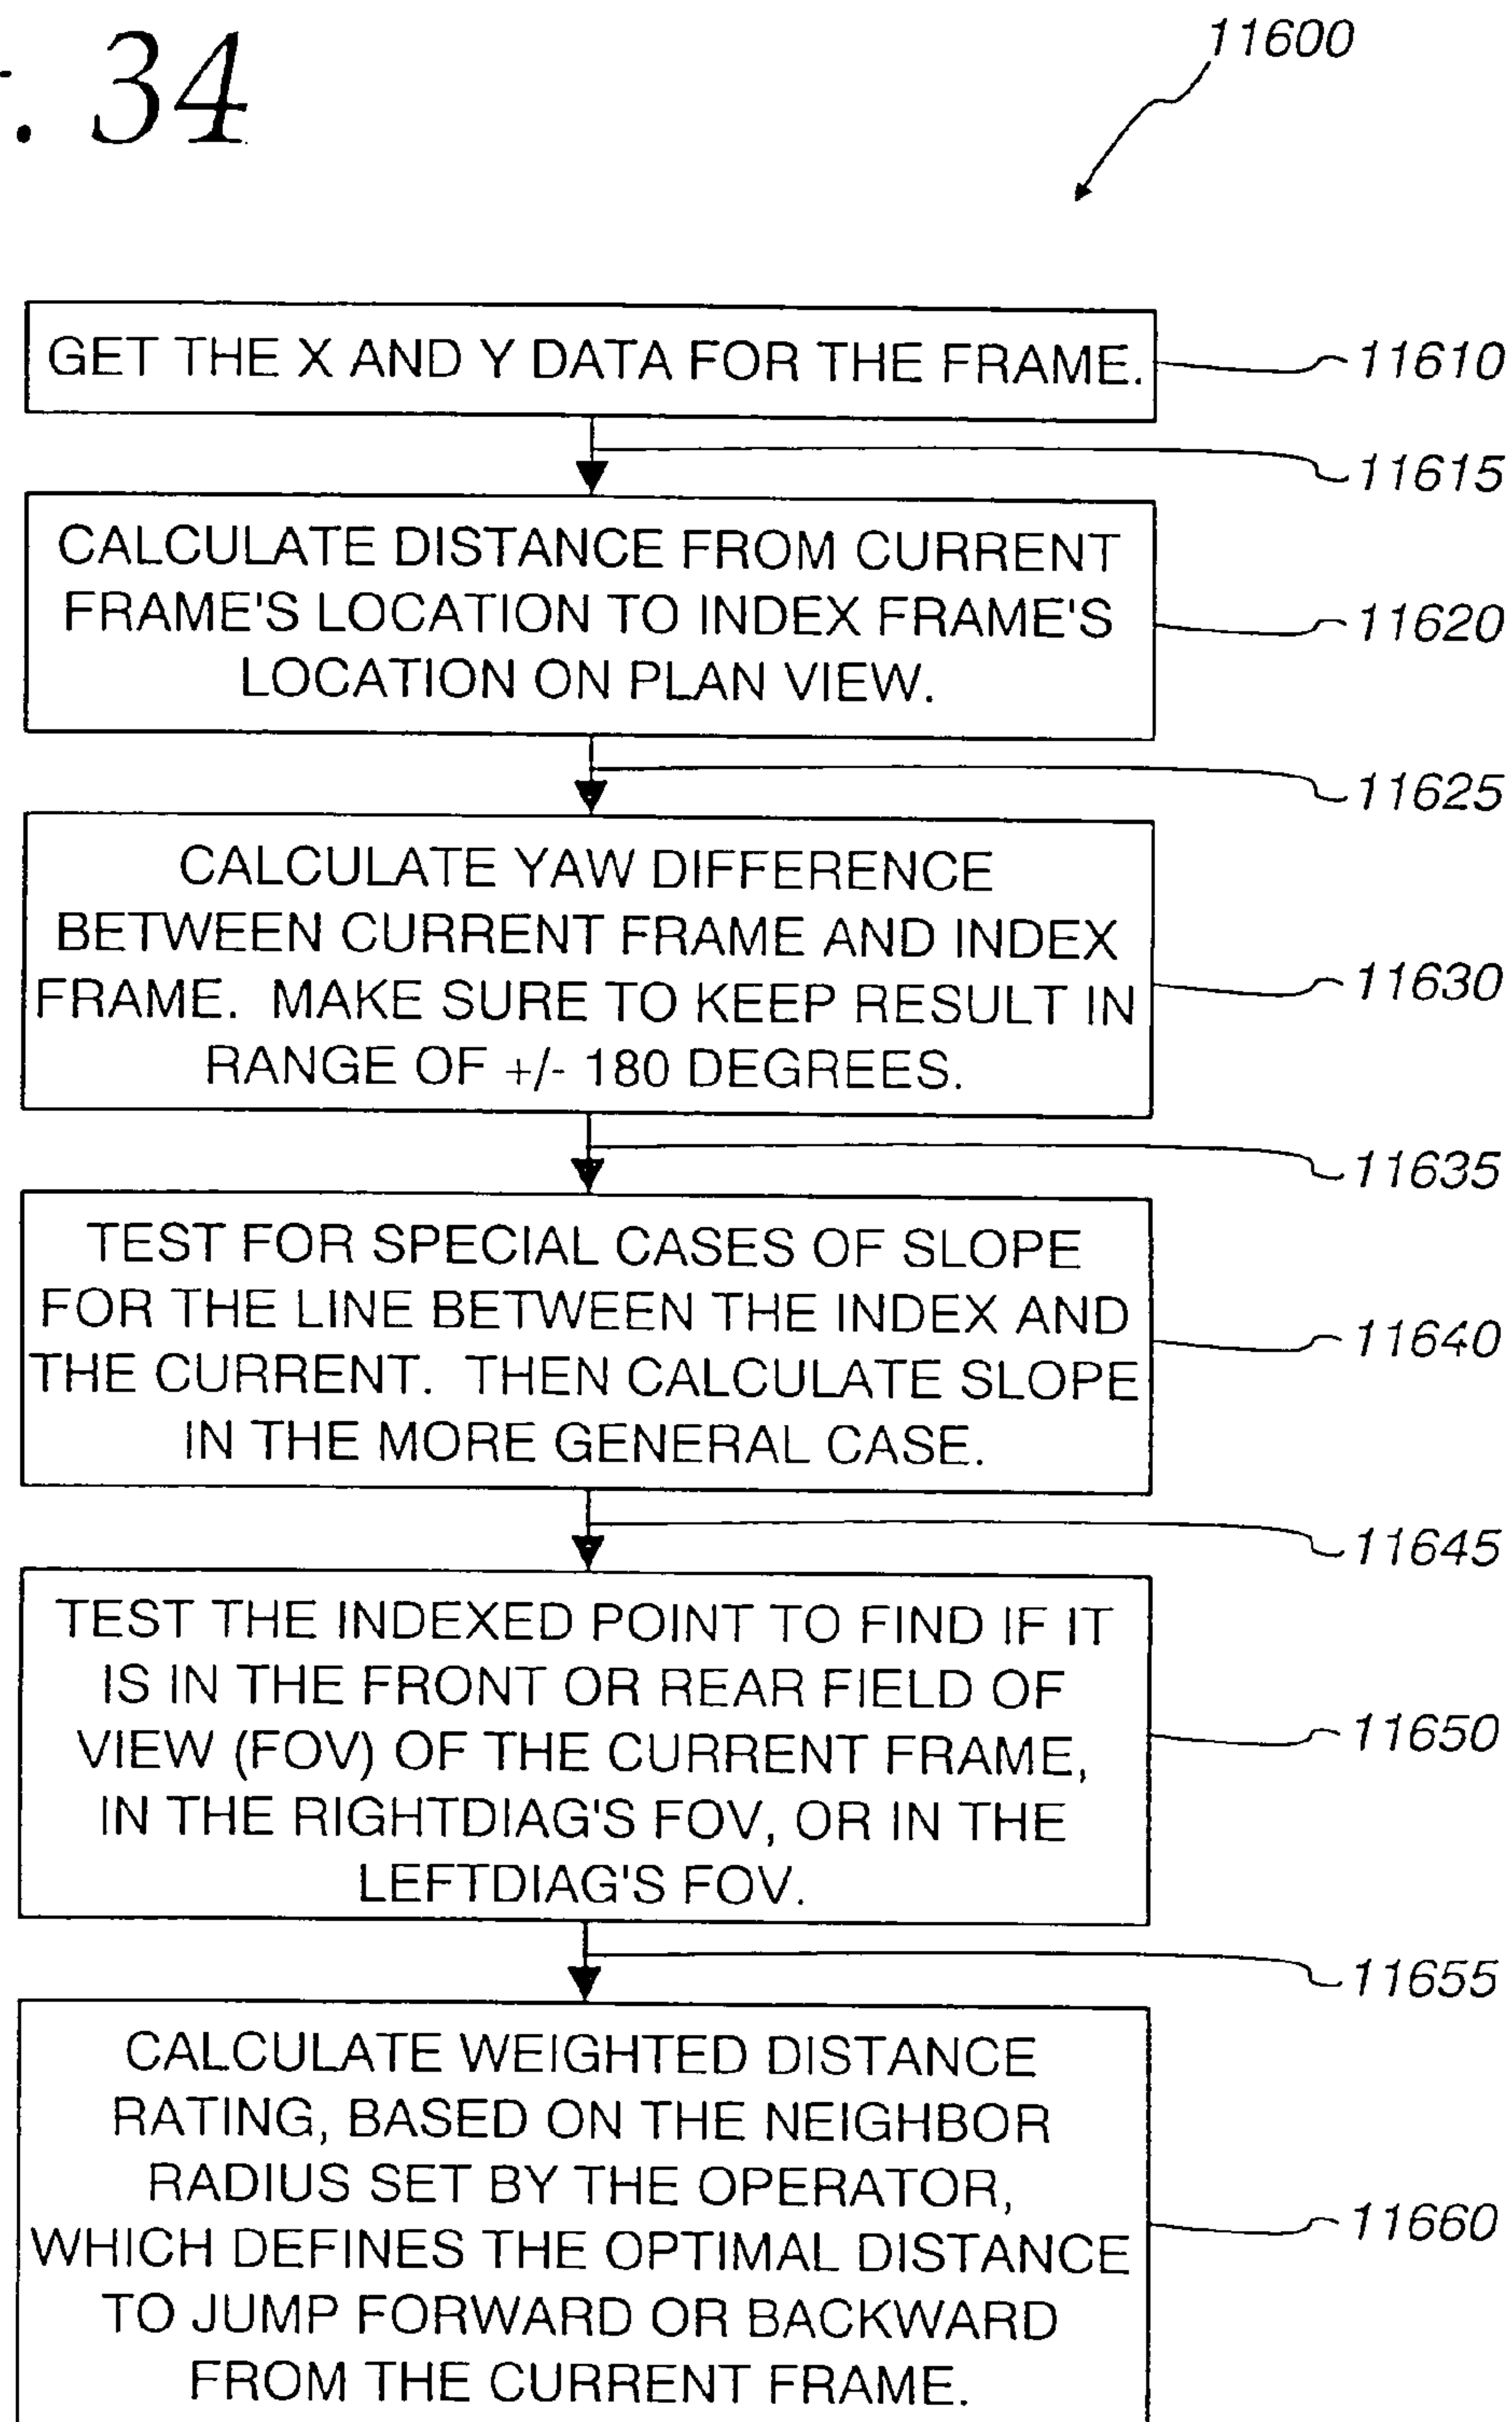 . 34
11600
GET THE X AND Y DATA FOR THE FRAME.
11610
11615
CALCULATE DISTANCE FROM CURRENT
FRAME'S LOCATION TO INDEX FRAME'S
LOCATION ON PLAN VIEW.
11620
11625
CALCULATE YAW DIFFERENCE
BETWEEN CURRENT FRAME AND INDEX
FRAME. MAKE SURE TO KEEP RESULT IN
RANGE OF +/- 180 DEGREES.
11630
11635
TEST FOR SPECIAL CASES OF SLOPE
FOR THE LINE BETWEEN THE INDEX AND
THE CURRENT. THEN CALCULATE SLOPE
IN THE MORE GENERAL CASE.
11640
11645
TEST THE INDEXED POINT TO FIND IF IT
IS IN THE FRONT OR REAR FIELD OF
VIEW (FOV) OF THE CURRENT FRAME,
IN THE RIGHTDIAG'S FOV, OR IN THE
LEFTDIAG'S FOV.
11650
11655
CALCULATE WEIGHTED DISTANCE
RATING, BASED ON THE NEIGHBOR
RADIUS SET BY THE OPERATOR,
WHICH DEFINES THE OPTIMAL DISTANCE
TO JUMP FORWARD OR BACKWARD
FROM THE CURRENT FRAME.
11660